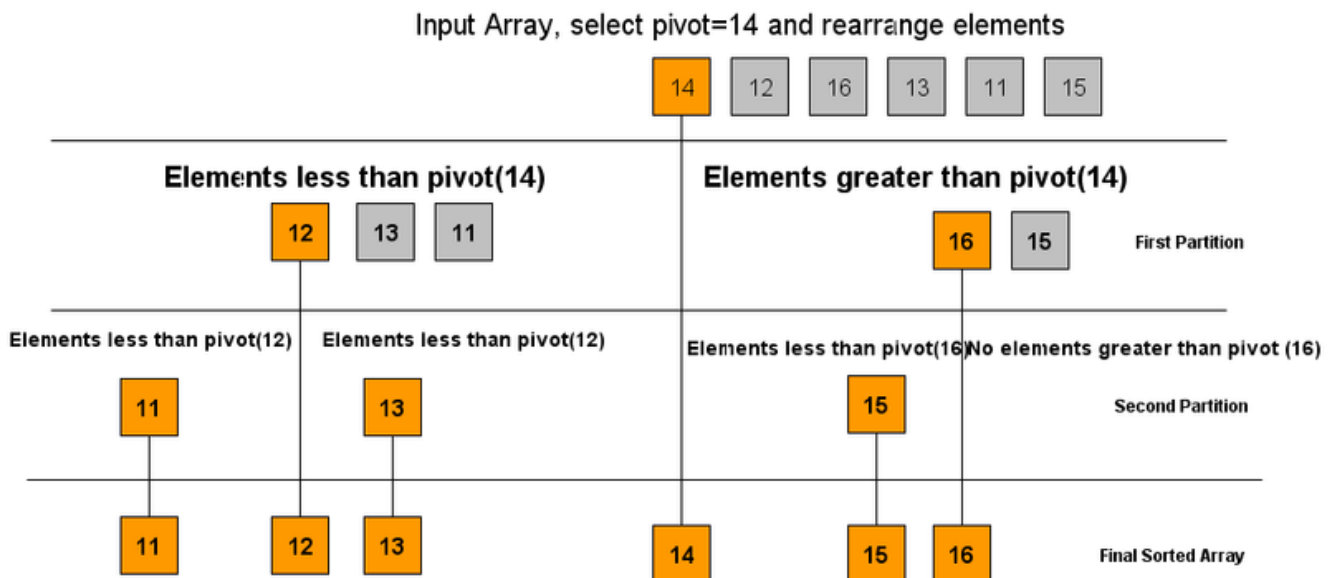 Input Array, select pivot=14 and rearrange elements
14 12 16 13 11 15
Elements less than pivot(14) Elements greater than pivot(14)
12 13 11 16 15 First Partition
Elements less than pivot(12) Elements less than pivot(12) Elements less than pivot(16) No elements greater than pivot (16)
11 13 15 Second Partition
11 12 13 14 15 16 Final Sorted Array